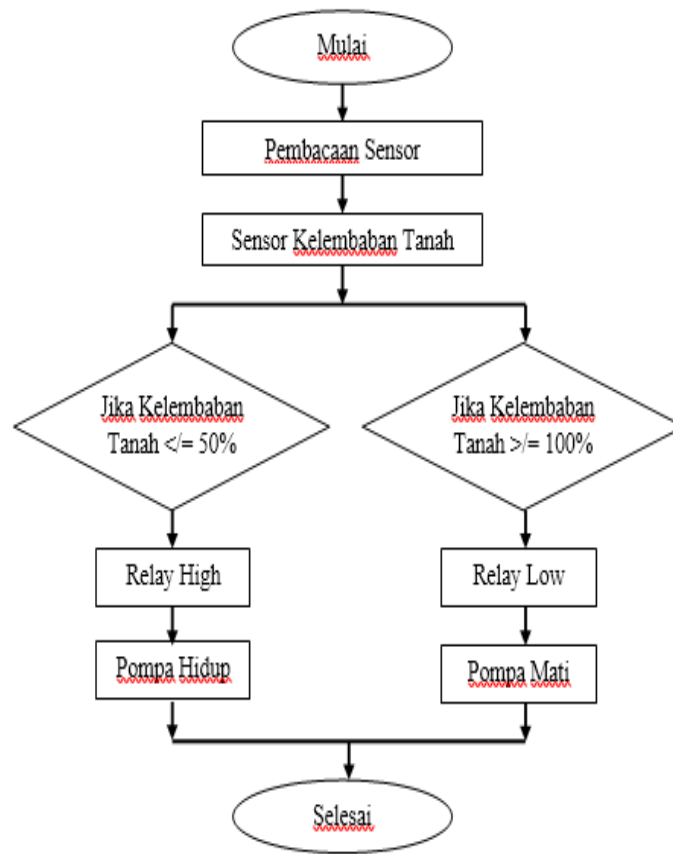 Mulai
Pembacaan Sensor
Sensor Kelembaban Tanah
Jika Kelembaban
Tanah </= 50%
Jika Kelembaban
Tanah >/= 100%
Relay High
Relay Low
Pompa Hidup
Pompa Mati
Selesai